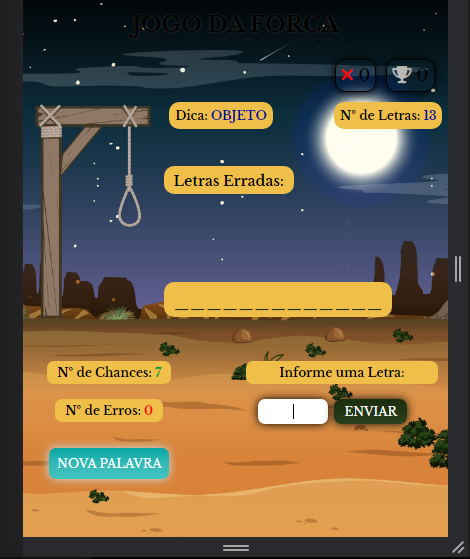 JOGO DA FORCA
0 0
Dica: OBJETO
N° de Letras: 13
Letras Erradas:
_ _ _ _ _ _ _ _ _ _ _ _ _
N° de Chances: 7
Informe uma Letra:
N° de Erros: 0
ENVIAR
NOVA PALAVRA